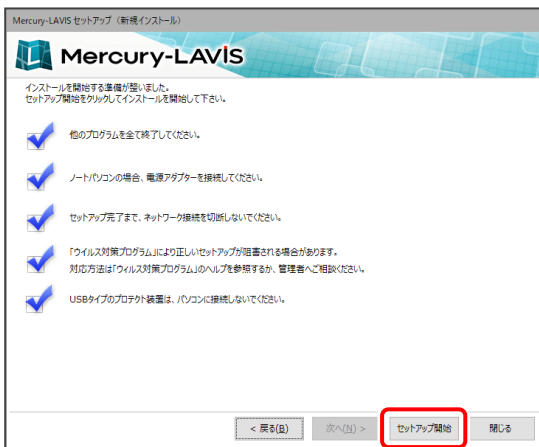 Mercury-LAVIS セットアップ（新規インストール）
Mercury-LAVIS
インストールを開始する準備が整いました。
セットアップ開始をクリックしてインストールを開始して下さい。
他のプログラムを全て終了してください。
ノートパソコンの場合、電源アダプターを接続してください。
セットアップ完了まで、ネットワーク接続を切断しないでください。
「ウイルス対策プログラム」により正しいセットアップが阻害される場合があります。
対応方法は「ウィルス対策プログラム」のヘルプを参照するか、管理者へご相談ください。
USBタイプのプロテクト装置は、パソコンに接続しないでください。
< 戻る(B) 次へ(N) > セットアップ開始 閉じる